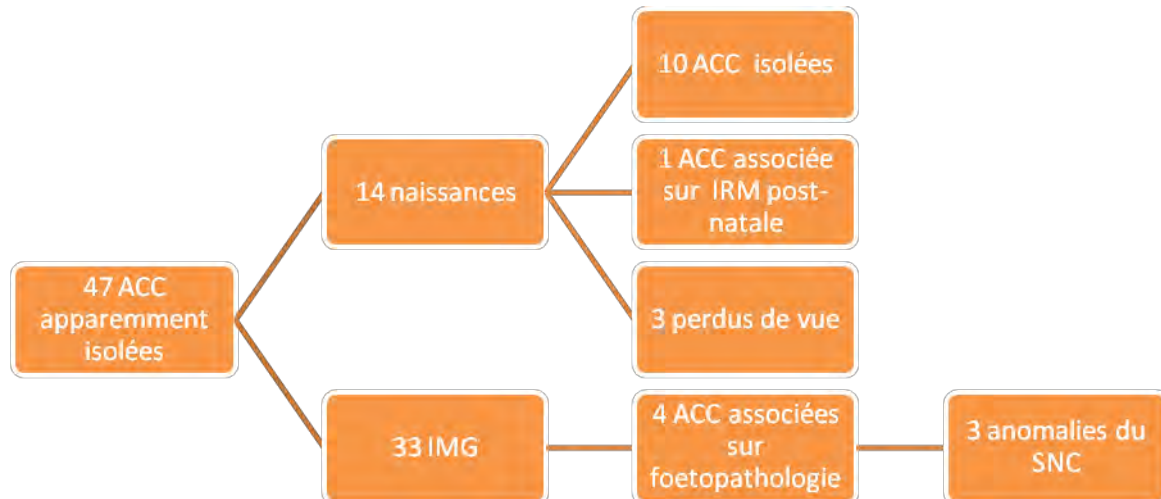 47 ACC
apparemment
isolées
14 naissances
10 ACC isolées
1 ACC associée
sur IRM post-
natale
3 perdus de vue
33 IMG
4 ACC associées
sur
foetopathologie
3 anomalies du
SNC